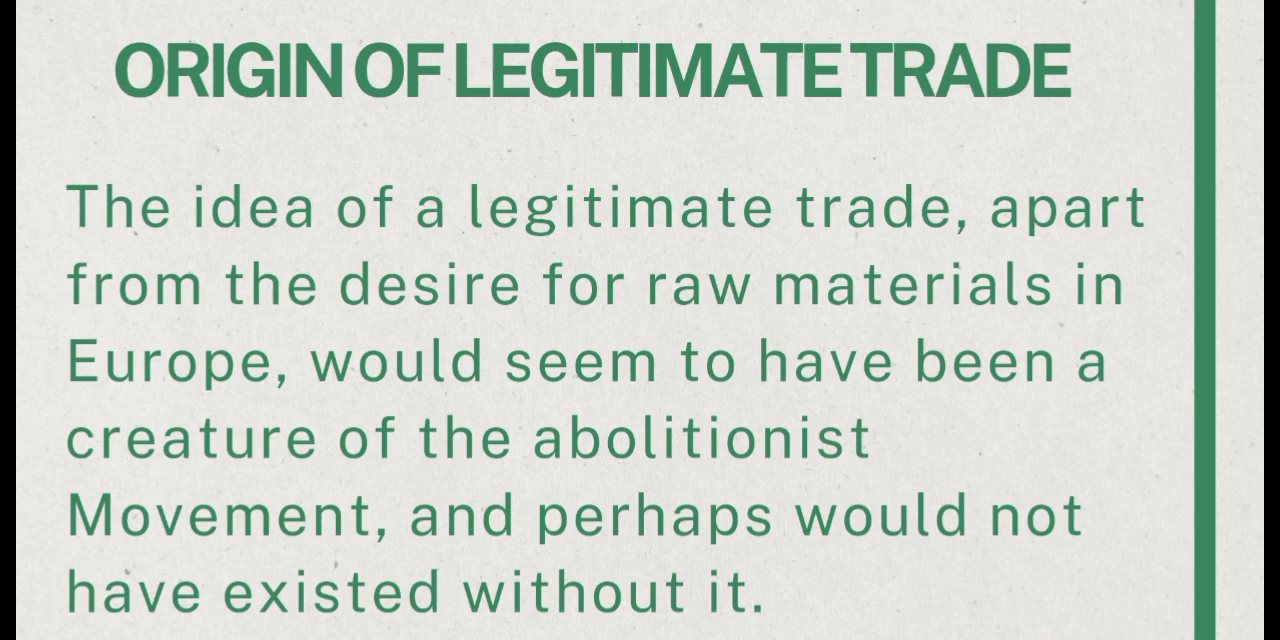 ORIGIN OF LEGITIMATE TRADE
The idea of a legitimate trade, apart
from the desire for raw materials in
Europe, would seem to have been a
creature of the abolitionist
Movement, and perhaps would not
have existed without it.